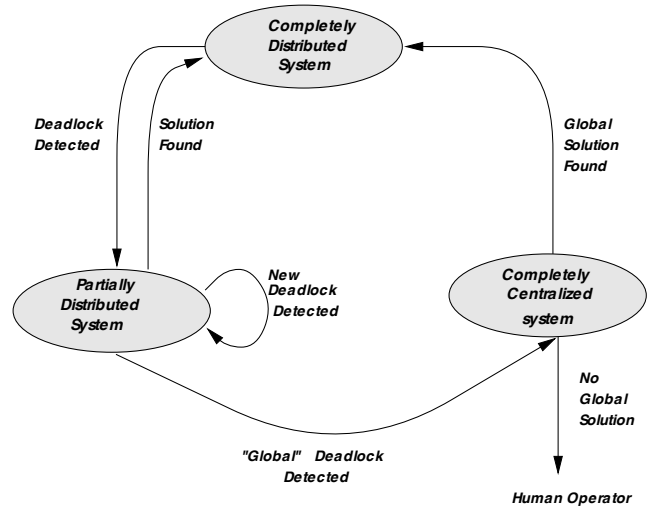 Completely
Distributed
System
Deadlock
Detected
Solution
Found
Global
Solution
Found
Partially
Distributed
System
New
Deadlock
Detected
Completely
Centralized
system
No
Global
Solution
"Global" Deadlock
Detected
Human Operator